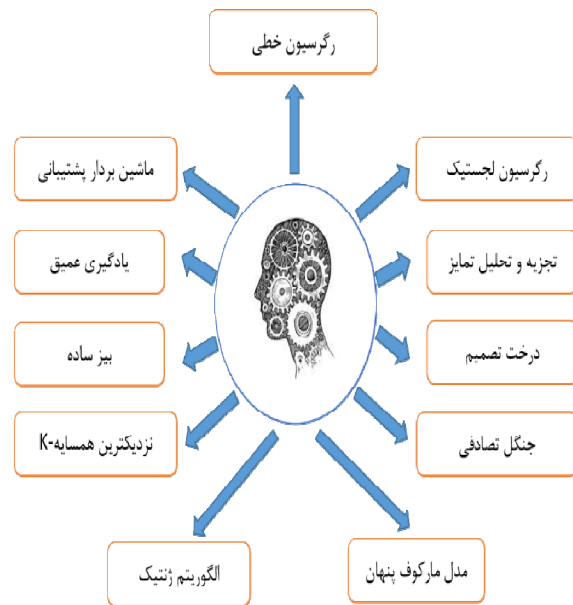 رگرسیون خطی
رگرسیون لجستیک
ماشین بردار پشتیبانی
تجزیه و تحلیل تمایز
یادگیری عمیق
درخت تصمیم
بیز ساده
جنگل تصادفی
نزدیکترین همسایه-K
مدل مارکوف پنهان
الگوریتم ژنتیک